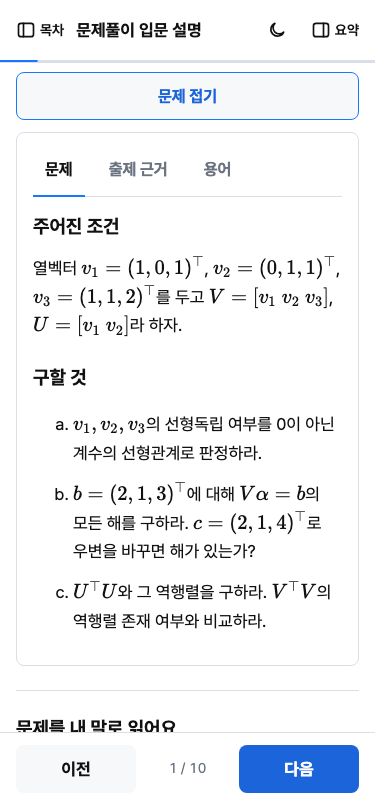 목차 문제풀이 입문 설명 요약
문제 접기
문제 출제 근거 용어
주어진 조건
열벡터 v₁ = (1, 0, 1)⊤, v₂ = (0, 1, 1)⊤,
v₃ = (1, 1, 2)⊤를 두고 V = [v₁ v₂ v₃],
U = [v₁ v₂]라 하자.
구할 것
a. v₁, v₂, v₃의 선형독립 여부를 0이 아닌
계수의 선형관계로 판정하라.
b. b = (2, 1, 3)⊤에 대해 Vα = b의
모든 해를 구하라. c = (2, 1, 4)⊤로
우변을 바꾸면 해가 있는가?
c. U⊤U와 그 역행렬을 구하라. V⊤V의
역행렬 존재 여부와 비교하라.
문제를 내 말로 읽어요
이전 1 / 10 다음